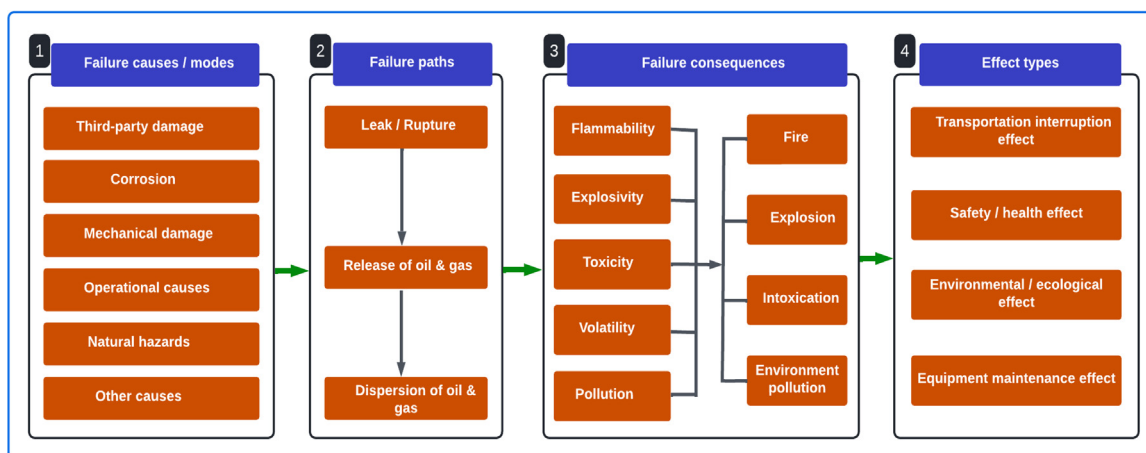 1
Failure causes / modes
Third-party damage
Corrosion
Mechanical damage
Operational causes
Natural hazards
Other causes
2
Failure paths
Leak / Rupture
Release of oil & gas
Dispersion of oil &
gas
3
Failure consequences
Flammability
Explosivity
Toxicity
Volatility
Pollution
Fire
Explosion
Intoxication
Environment
pollution
4
Effect types
Transportation interruption
effect
Safety / health effect
Environmental / ecological
effect
Equipment maintenance effect